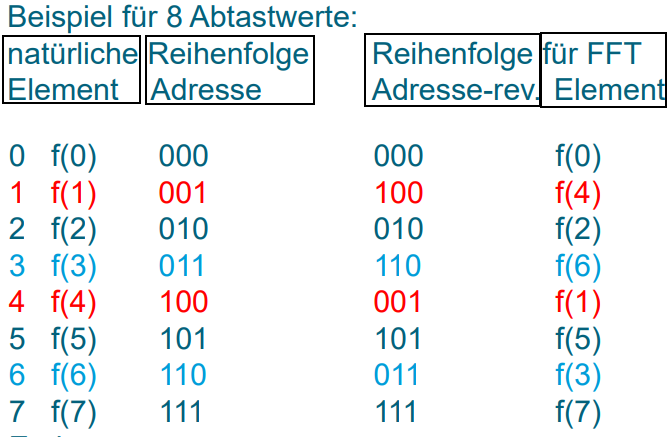 Beispiel für 8 Abtastwerte:
natürliche Reihenfolge Reihenfolge für FFT
Element Adresse Adresse-rev. Element
0 f(0) 000 000 f(0)
1 f(1) 001 100 f(4)
2 f(2) 010 010 f(2)
3 f(3) 011 110 f(6)
4 f(4) 100 001 f(1)
5 f(5) 101 101 f(5)
6 f(6) 110 011 f(3)
7 f(7) 111 111 f(7)